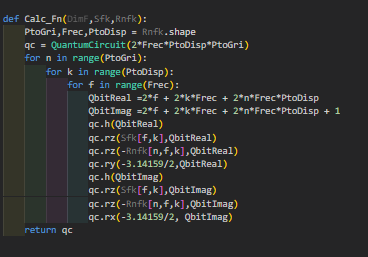 def Calc_Fn(DimF,Sfk,Rnfk):
    PtoGri,Frec,PtoDisp = Rnfk.shape
    qc = QuantumCircuit(2*Frec*PtoDisp*PtoGri)
    for n in range(PtoGri):
        for k in range(PtoDisp):
            for f in range(Frec):
                QbitReal =2*f + 2*k*Frec + 2*n*Frec*PtoDisp
                QbitImag =2*f + 2*k*Frec + 2*n*Frec*PtoDisp + 1
                qc.h(QbitReal)
                qc.rz(Sfk[f,k],QbitReal)
                qc.rz(-Rnfk[n,f,k],QbitReal)
                qc.ry(-3.14159/2,QbitReal)
                qc.h(QbitImag)
                qc.rz(Sfk[f,k],QbitImag)
                qc.rz(-Rnfk[n,f,k],QbitImag)
                qc.rx(-3.14159/2, QbitImag)
    return qc